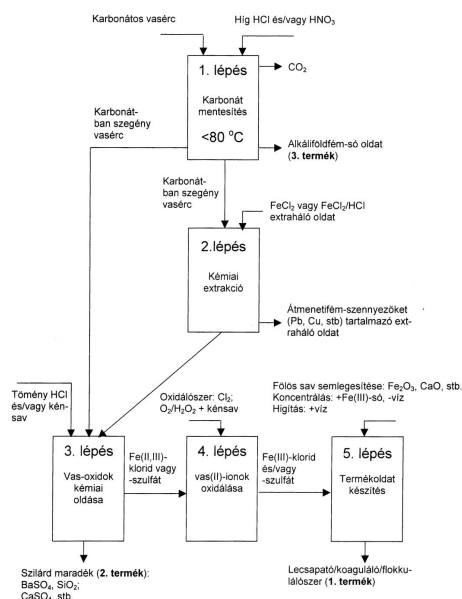 Karbonátos vasérc
Híg HCl és/vagy HNO₃
1. lépés
Karbonát
mentesítés
<80 °C
CO₂
Karbonát-
ban szegény
vasérc
Alkáliföldfém-só oldat
(3. termék)
Karbonát-
ban szegény
vasérc
FeCl₂ vagy FeCl₂/HCl
extraháló oldat
2.lépés
Kémiai
extrakció
Átmenetifém-szennyezőket
(Pb, Cu, stb) tartalmazó ext-
raháló oldat
Tömény HCl
és/vagy kén-
sav
Oxidálószer: Cl₂;
O₂/H₂O₂ + kénsav
Fölös sav semlegesítése: Fe₂O₃, CaO, stb.
Koncentrálás: +Fe(III)-só, -víz
Higítás: +víz
3. lépés
Vas-oxidok
kémiai
oldása
Fe(II,III)-
klorid vagy
-szulfát
4. lépés
vas(II)-ionok
oxidálása
Fe(III)-klorid
és/vagy
-szulfát
5. lépés
Termékoldat
készítés
Szilárd maradék (2. termék):
BaSO₄, SiO₂;
CaSO₄, stb.
Lecsapató/koaguláló/flokku-
lálószer (1. termék)